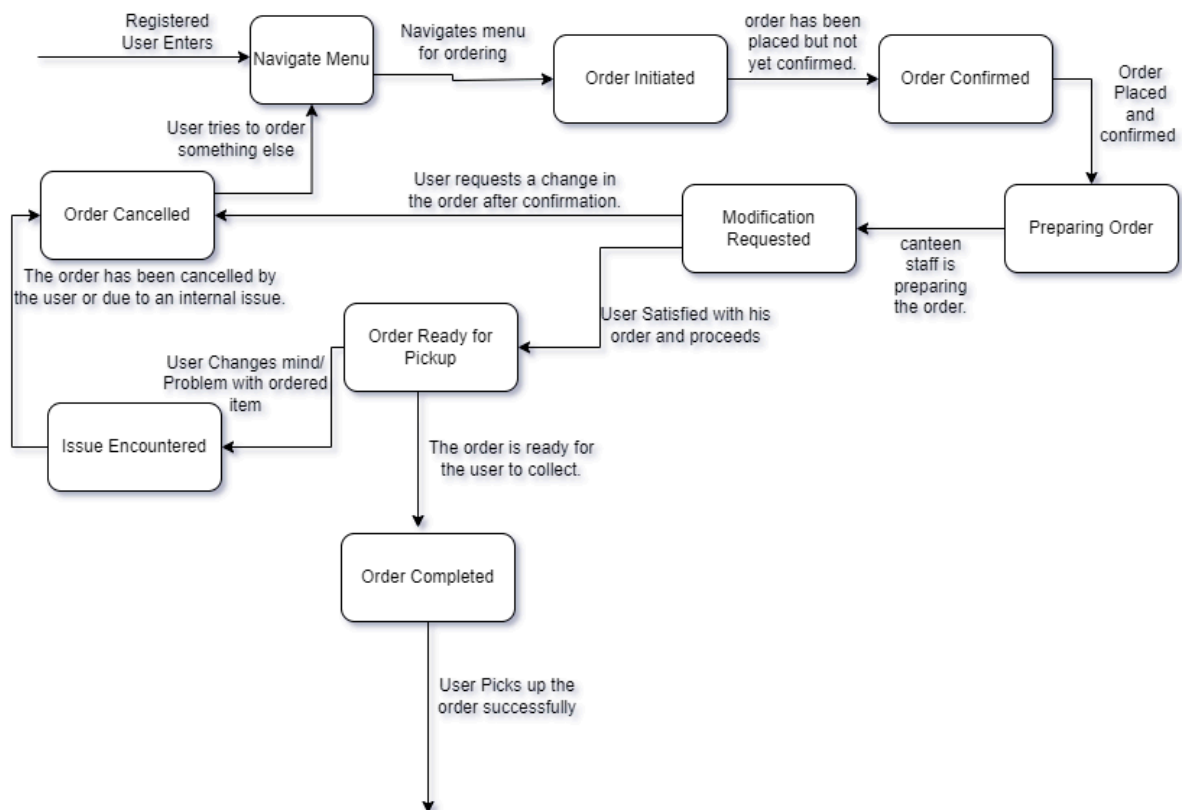 Registered
User Enters
Navigate Menu
Navigates menu
for ordering
Order Initiated
order has been
placed but not
yet confirmed.
Order Confirmed
Order
Placed
and
confirmed
User tries to order
something else
Order Cancelled
User requests a change in
the order after confirmation.
Modification
Requested
Preparing Order
canteen
staff is
preparing
the order.
The order has been cancelled by
the user or due to an internal issue.
User Satisfied with his
order and proceeds
Order Ready for
Pickup
User Changes mind/
Problem with ordered
item
Issue Encountered
The order is ready for
the user to collect.
Order Completed
User Picks up the
order successfully